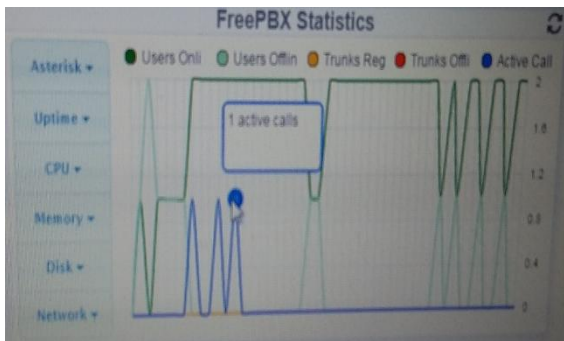 FreePBX Statistics
Asterisk
Uptime
CPU
Memory
Disk
Network
Users Onli
Users Offlin
Trunks Reg
Trunks Offli
Active Call
1 active calls
2
1.6
1.2
0.8
0.4
0